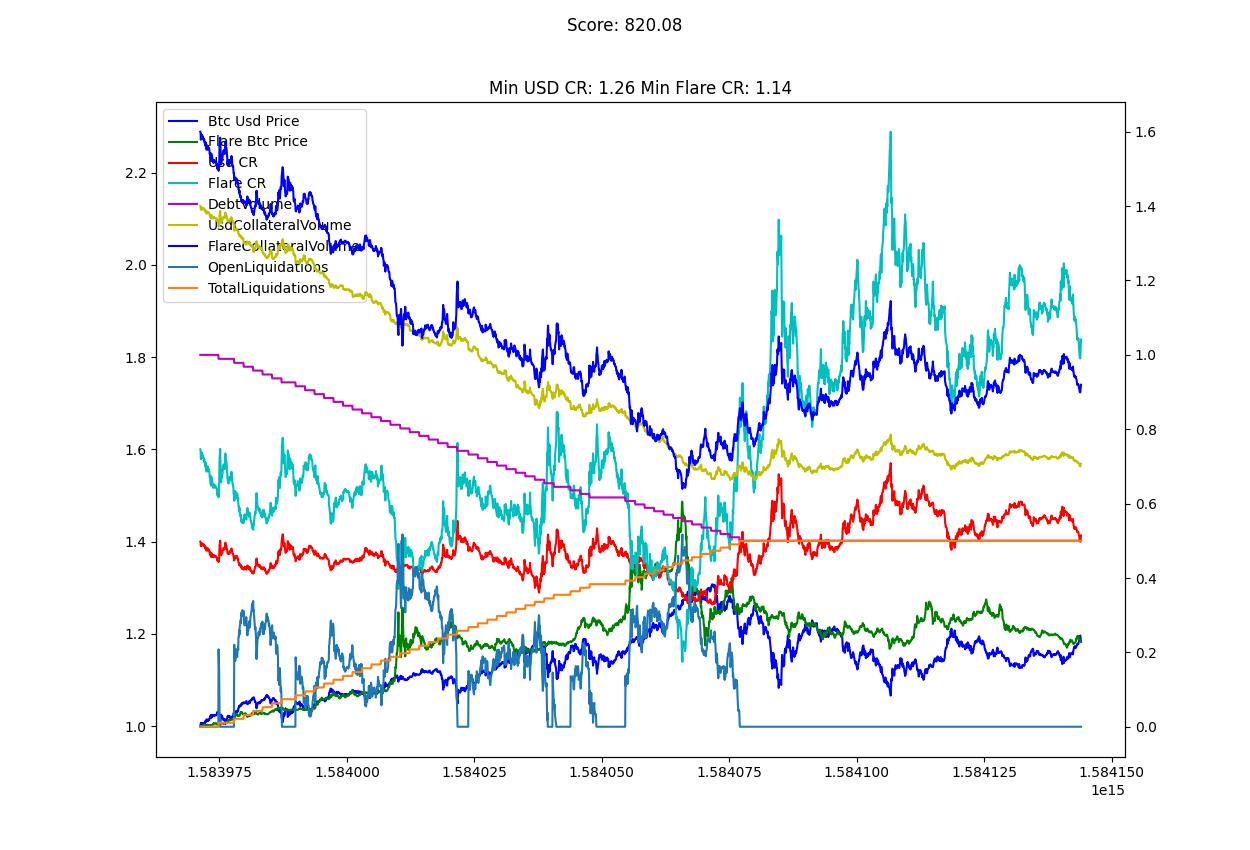 Score: 820.08
Min USD CR: 1.26 Min Flare CR: 1.14
Btc Usd Price
Flare Btc Price
Usd CR
Flare CR
DebtVolume
UsdCollateralVolume
FlareCollateralVolume
OpenLiquidations
TotalLiquidations
2.2
2.0
1.8
1.6
1.4
1.2
1.0
1.6
1.4
1.2
1.0
0.8
0.6
0.4
0.2
0.0
1.583975 1.584000 1.584025 1.584050 1.584075 1.584100 1.584125 1.584150
1e15